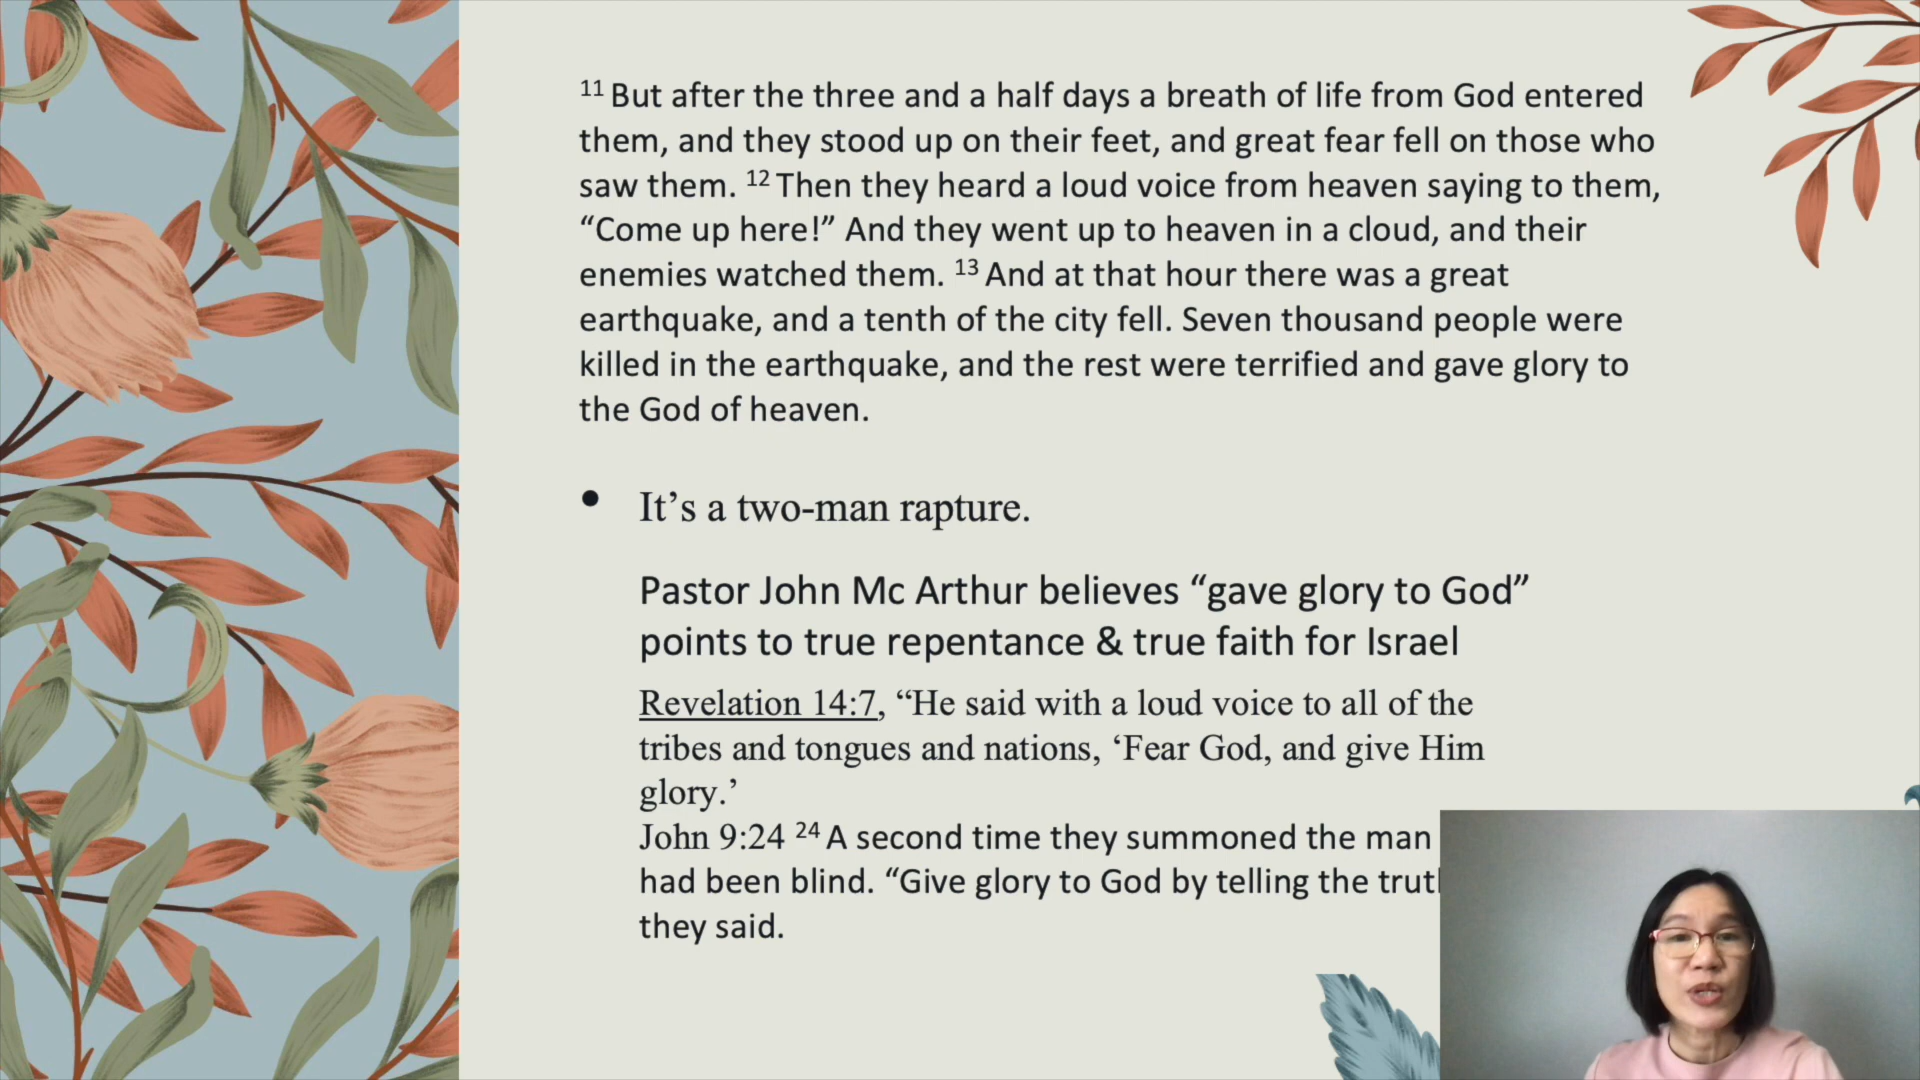 11 But after the three and a half days a breath of life from God entered
them, and they stood up on their feet, and great fear fell on those who
saw them. 12 Then they heard a loud voice from heaven saying to them,
“Come up here!” And they went up to heaven in a cloud, and their
enemies watched them. 13 And at that hour there was a great
earthquake, and a tenth of the city fell. Seven thousand people were
killed in the earthquake, and the rest were terrified and gave glory to
the God of heaven.
• It’s a two-man rapture.
Pastor John Mc Arthur believes “gave glory to God”
points to true repentance & true faith for Israel
Revelation 14:7, “He said with a loud voice to all of the
tribes and tongues and nations, ‘Fear God, and give Him
glory.’
John 9:24 24 A second time they summoned the man
had been blind. “Give glory to God by telling the
they said.